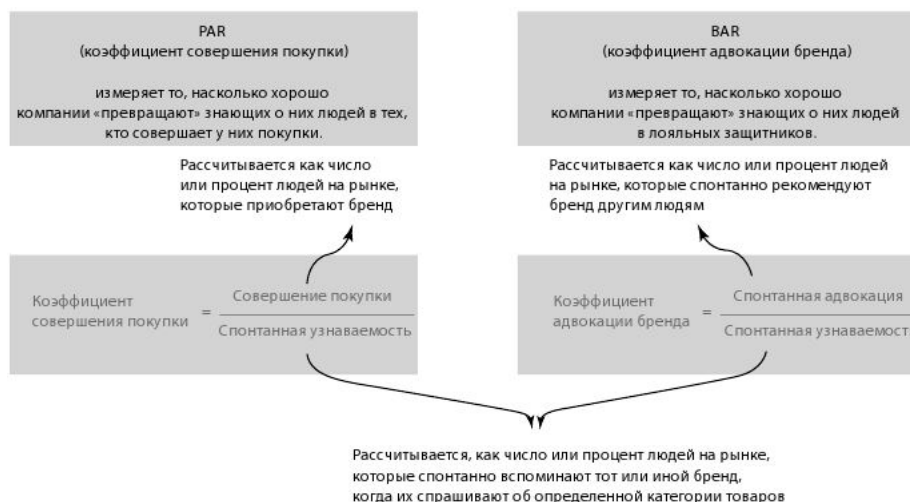 PAR
(коэффициент совершения покупки)
измеряет то, насколько хорошо
компании «превращают» знающих о них людей в тех,
кто совершает у них покупки.
BAR
(коэффициент адвокации бренда)
измеряет то, насколько хорошо
компании «превращают» знающих о них людей
в лояльных защитников.
Рассчитывается как число
или процент людей на рынке,
которые приобретают бренд
Рассчитывается как число или процент людей
на рынке, которые спонтанно рекомендуют
бренд другим людям
Коэффициент
совершения покупки
=
Совершение покупки
Спонтанная узнаваемость
Коэффициент
адвокации бренда
=
Спонтанная адвокация
Спонтанная узнаваемост
Рассчитывается, как число или процент людей на рынке,
которые спонтанно вспоминают тот или иной бренд,
когда их спрашивают об определенной категории товаров